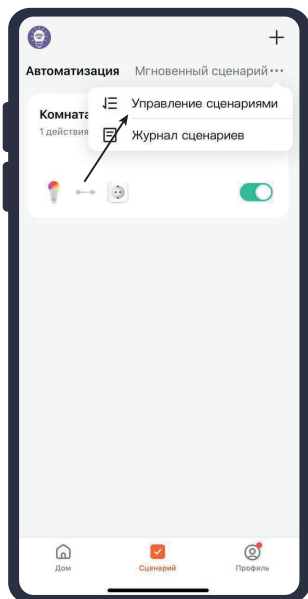 Автоматизация Мгновенный сценарий
Управление сценариями
Комната
1 действия
Журнал сценариев
Дом Сценарий Профиль